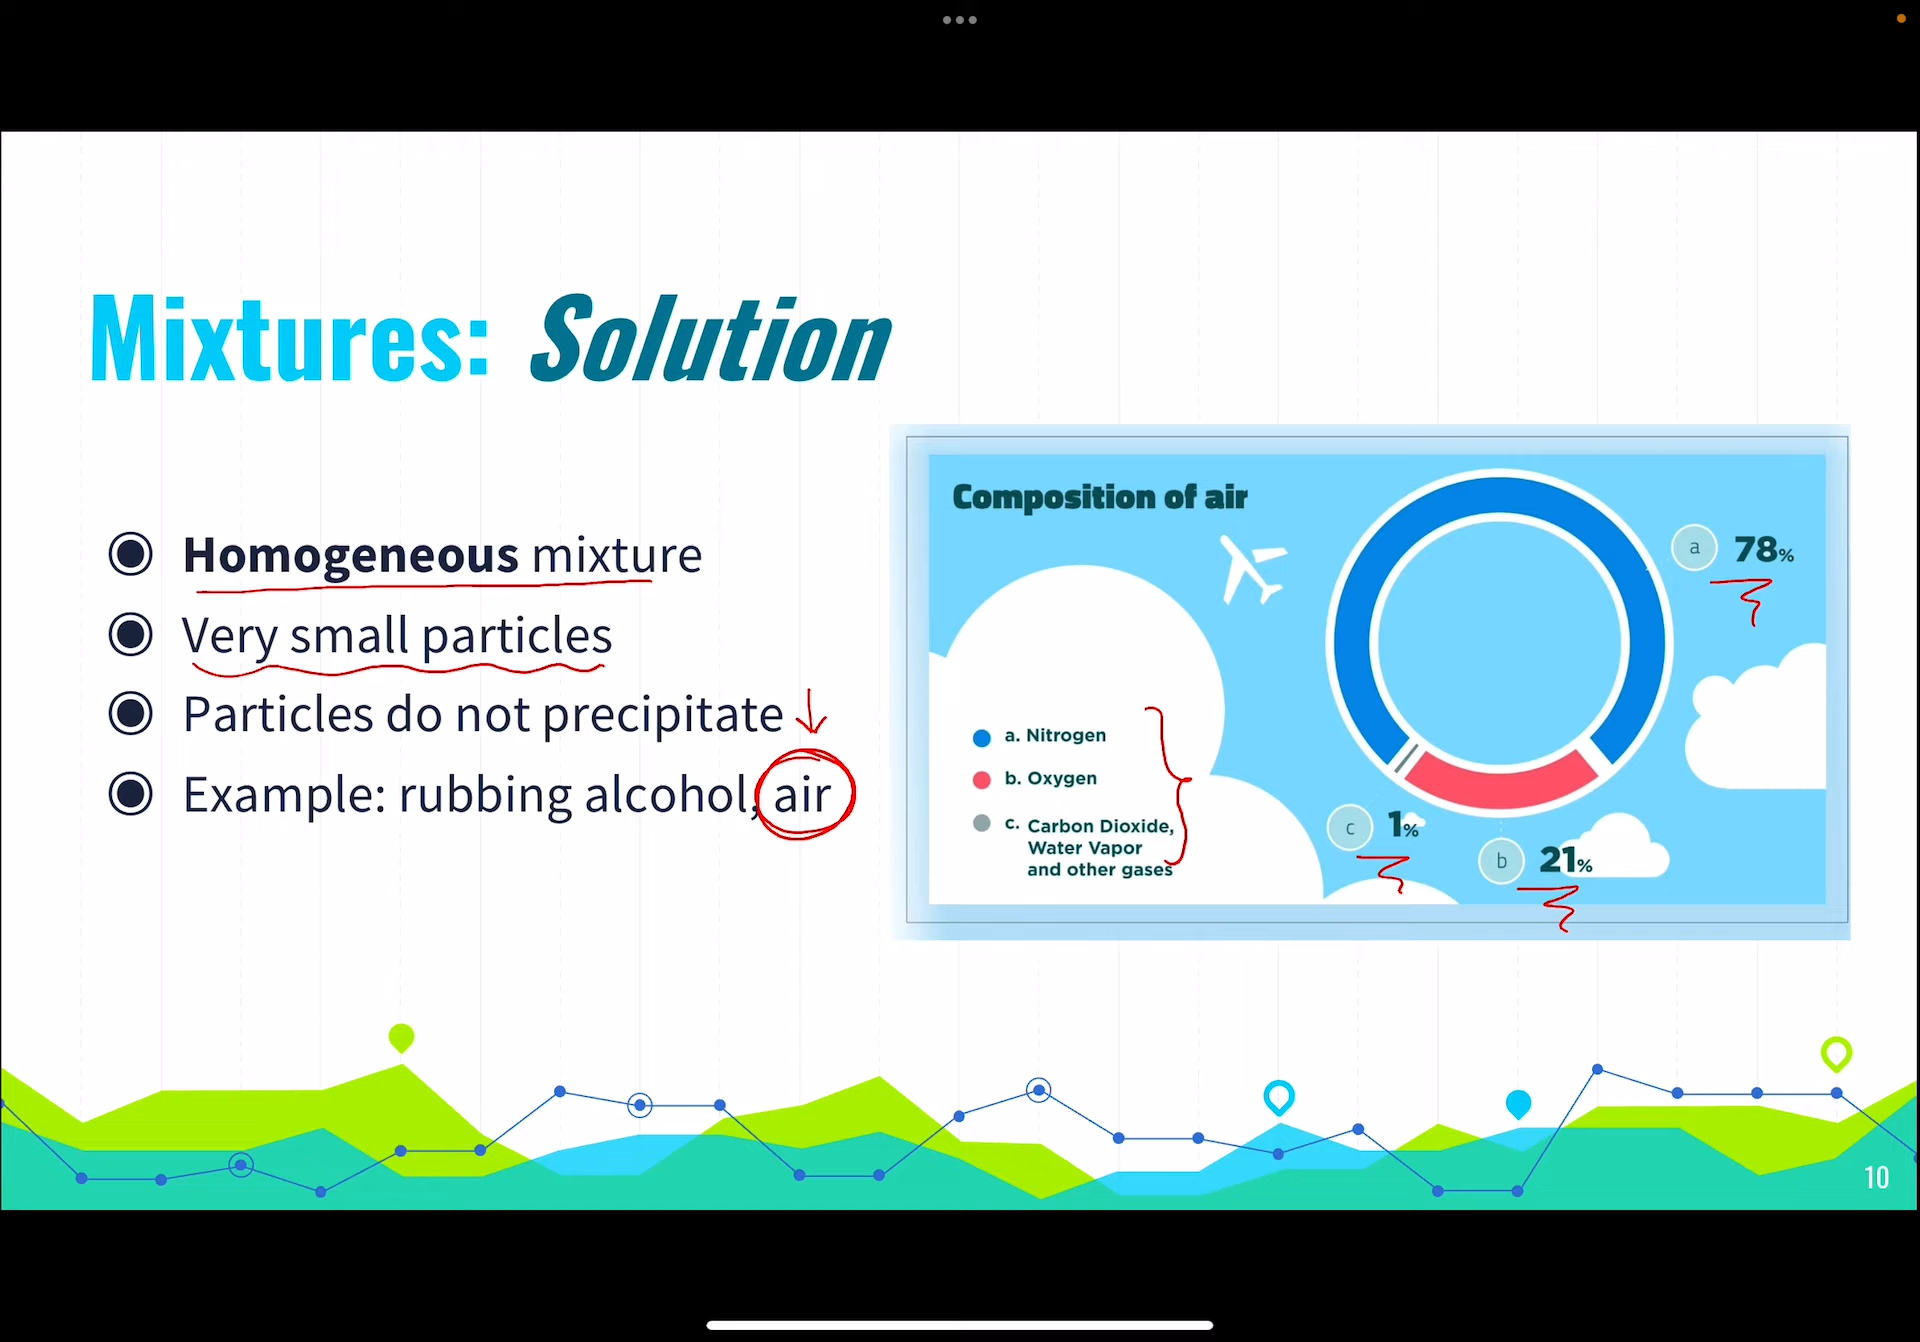 Mixtures: Solution
Homogeneous mixture
Very small particles
Particles do not precipitate
Example: rubbing alcohol, air
Composition of air
a 78%
a. Nitrogen
b. Oxygen
c. Carbon Dioxide,
Water Vapor
and other gases
c 1%
b 21%
10